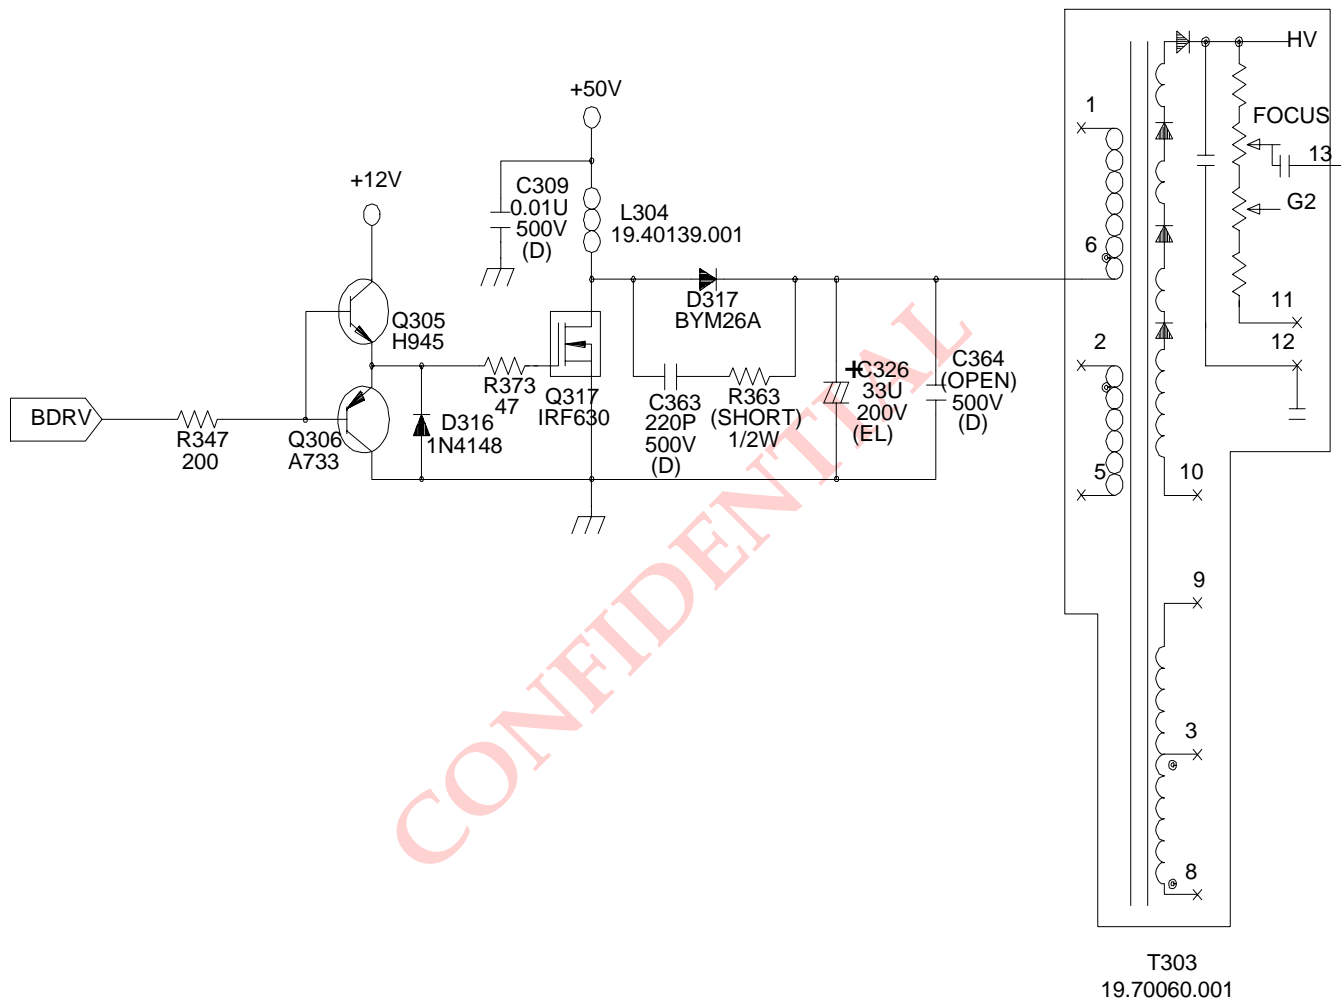 HV
+50V
1
FOCUS
13
+12V
C309
0.01U
500V
(D)
L304
19.40139.001
G2
6
D317
BYM26A
Q305
H945
11
12
2
C326
33U
200V
(EL)
C364
(OPEN)
500V
(D)
R373
47
Q317
IRF630
C363
220P
500V
(D)
R363
(SHORT)
1/2W
BDRV
R347
200
Q306
A733
D316
1N4148
5
10
9
3
8
T303
19.70060.001
CONFIDENTIAL